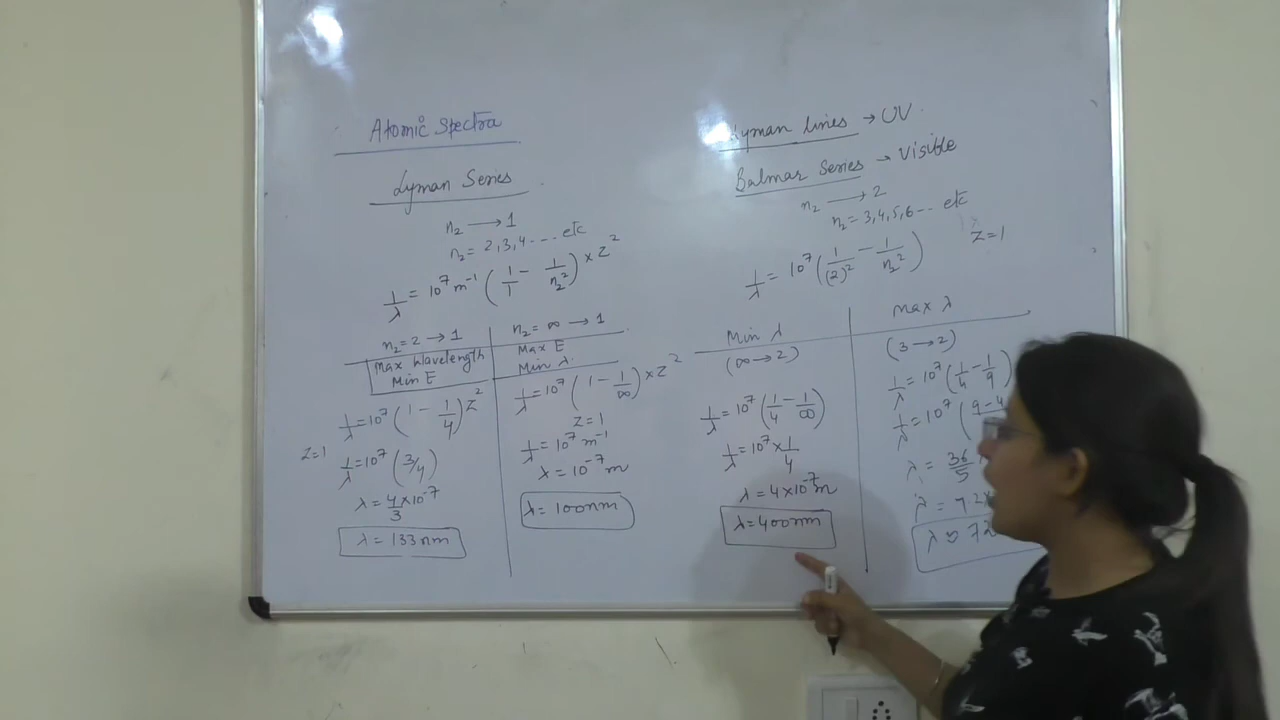 Atomic Spectra
Lyman Series
n₂ → 1
n₂ = 2,3,4 .... etc
1/λ = 10⁷ m⁻¹ (1/1 - 1/n₂²) × Z²
n₂ = 2 → 1
Max Wavelength
Min E
1/λ = 10⁷ (1 - 1/4) Z²
Z=1
1/λ = 10⁷ (3/4)
λ = 4/3 × 10⁻⁷
λ = 133 nm
n₂ = ∞ → 1
Max E
Min λ.
1/λ = 10⁷ (1 - 1/∞) × Z²
Z = 1
1/λ = 10⁷ m⁻¹
λ = 10⁻⁷ m
λ = 100nm
Lyman lines → UV.
Balmar Series → Visible
n₂ → 2
n₂ = 3,4,5,6 ... etc
1/λ = 10⁷ (1/(2)² - 1/n₂²)
Z=1
Min λ
(∞ → 2)
1/λ = 10⁷ (1/4 - 1/∞)
1/λ = 10⁷ × 1/4
λ = 4×10⁻⁷ m
λ = 400nm
Max λ
(3 → 2)
1/λ = 10⁷ (1/4 - 1/9)
1/λ = 10⁷ (9-4
λ = 36/5
λ = 7.2×
λ ≈ 72